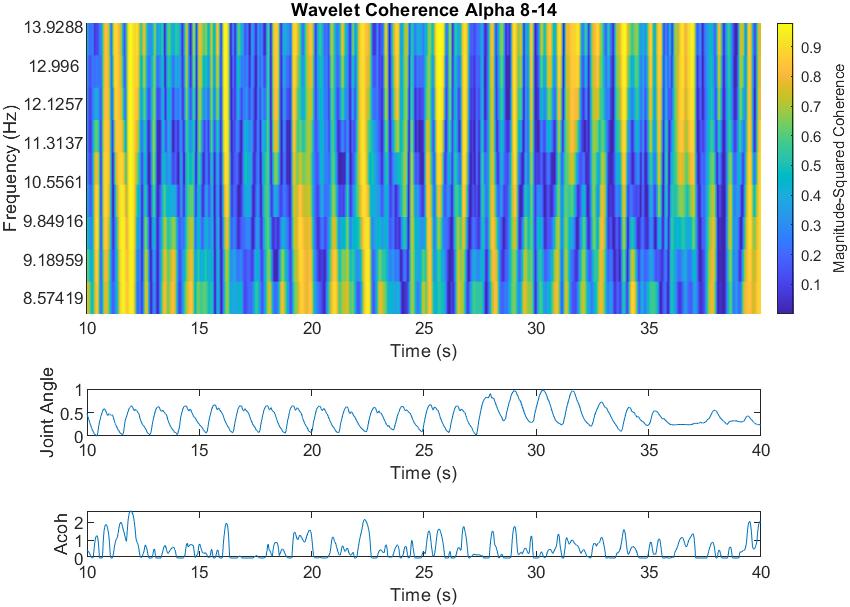 Wavelet Coherence Alpha 8-14
Frequency (Hz)
13.9288
12.996
12.1257
11.3137
10.5561
9.84916
9.18959
8.57419
10 15 20 25 30 35
Time (s)
0.9
0.8
0.7
0.6
0.5
0.4
0.3
0.2
0.1
Magnitude-Squared Coherence
Joint Angle
1
0.5
0
10 15 20 25 30 35 40
Time (s)
Acoh
2
1
0
10 15 20 25 30 35 40
Time (s)